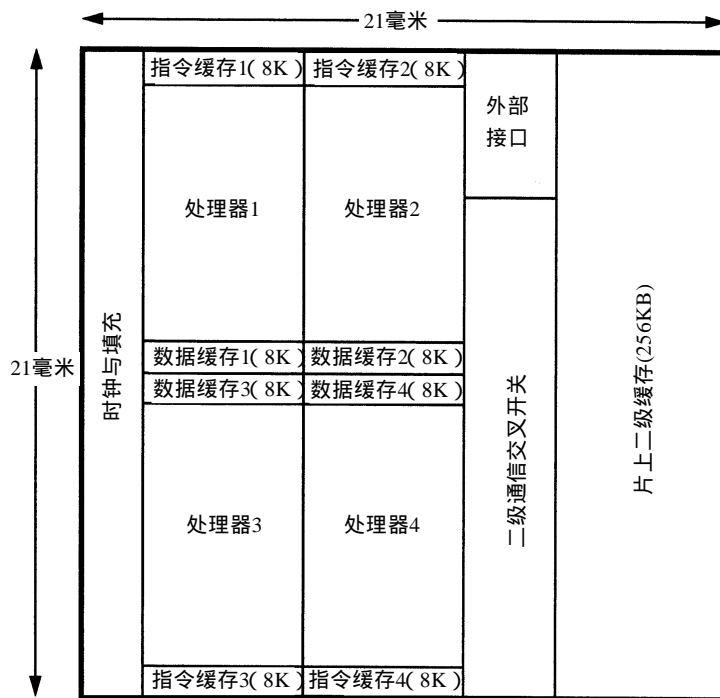 21毫米
指令缓存1( 8K )
指令缓存2( 8K )
外部
接口
处理器1
处理器2
数据缓存1( 8K )
数据缓存2( 8K )
21毫米
时钟与填充
数据缓存3( 8K )
数据缓存4( 8K )
二级通信交叉开关
片上二级缓存(256KB)
处理器3
处理器4
指令缓存3( 8K )
指令缓存4( 8K )